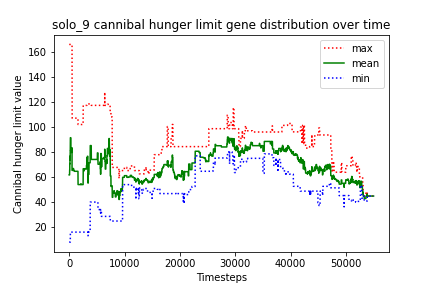 solo_9 cannibal hunger limit gene distribution over time
max
mean
min
Cannibal hunger limit value
160
140
120
100
80
60
40
20
0
10000
20000
30000
40000
50000
Timesteps